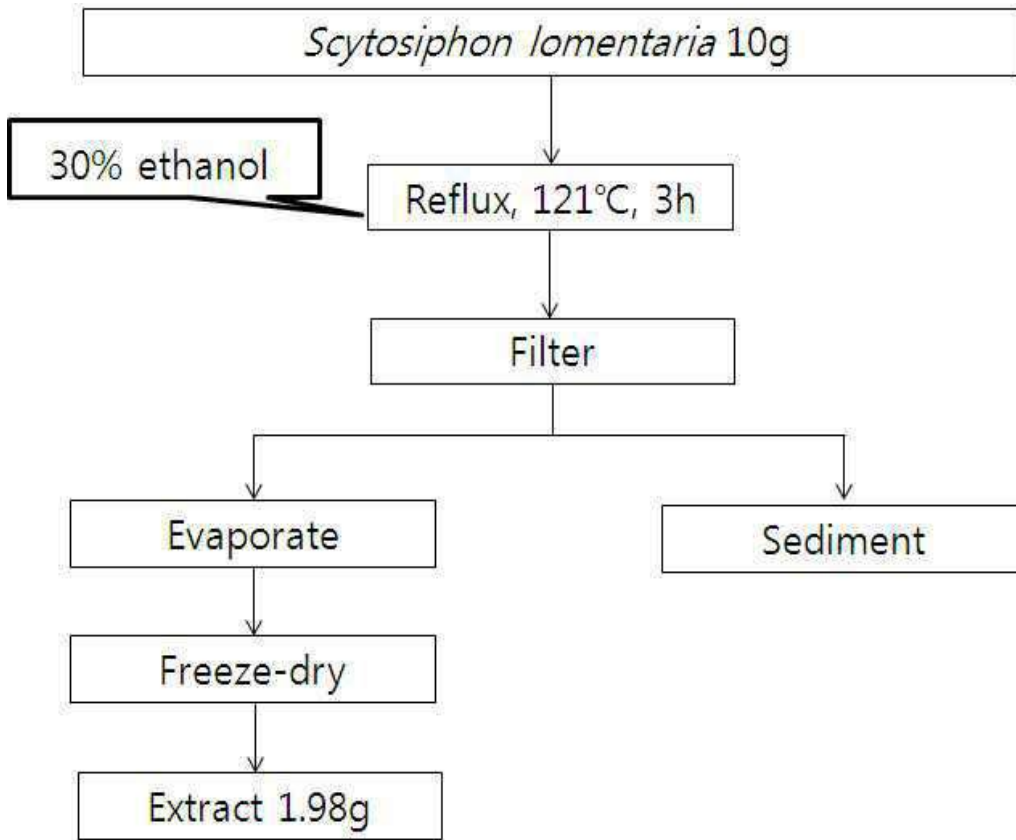 Scytosiphon lomentaria 10g
30% ethanol
Reflux, 121℃, 3h
Filter
Evaporate
Sediment
Freeze-dry
Extract 1.98g